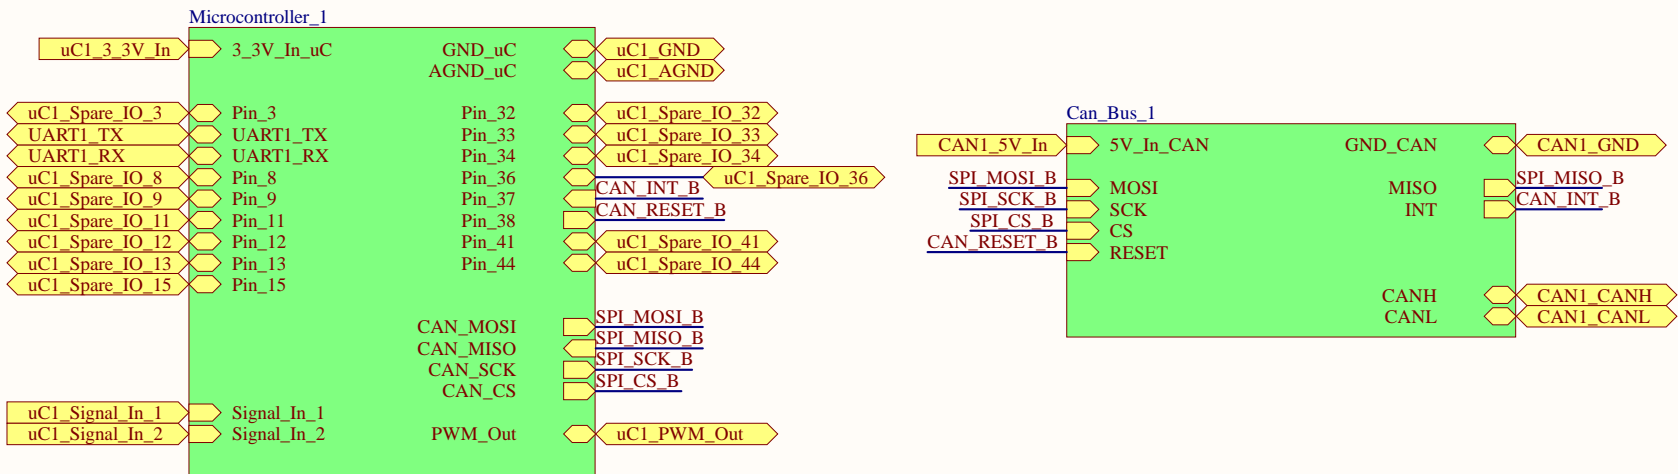 Microcontroller_1
uC1_3_3V_In 3_3V_In_uC GND_uC uC1_GND
AGND_uC uC1_AGND
uC1_Spare_IO_3 Pin_3 Pin_32 uC1_Spare_IO_32
UART1_TX UART1_TX Pin_33 uC1_Spare_IO_33
UART1_RX UART1_RX Pin_34 uC1_Spare_IO_34
uC1_Spare_IO_8 Pin_8 Pin_36 uC1_Spare_IO_36
uC1_Spare_IO_9 Pin_9 Pin_37 CAN_INT_B
uC1_Spare_IO_11 Pin_11 Pin_38 CAN_RESET_B
uC1_Spare_IO_12 Pin_12 Pin_41 uC1_Spare_IO_41
uC1_Spare_IO_13 Pin_13 Pin_44 uC1_Spare_IO_44
uC1_Spare_IO_15 Pin_15
CAN_MOSI SPI_MOSI_B
CAN_MISO SPI_MISO_B
CAN_SCK SPI_SCK_B
CAN_CS SPI_CS_B
uC1_Signal_In_1 Signal_In_1
uC1_Signal_In_2 Signal_In_2 PWM_Out uC1_PWM_Out
Can_Bus_1
CAN1_5V_In 5V_In_CAN GND_CAN CAN1_GND
SPI_MOSI_B MOSI MISO SPI_MISO_B
SPI_SCK_B SCK INT CAN_INT_B
SPI_CS_B CS
CAN_RESET_B RESET
CANH CAN1_CANH
CANL CAN1_CANL